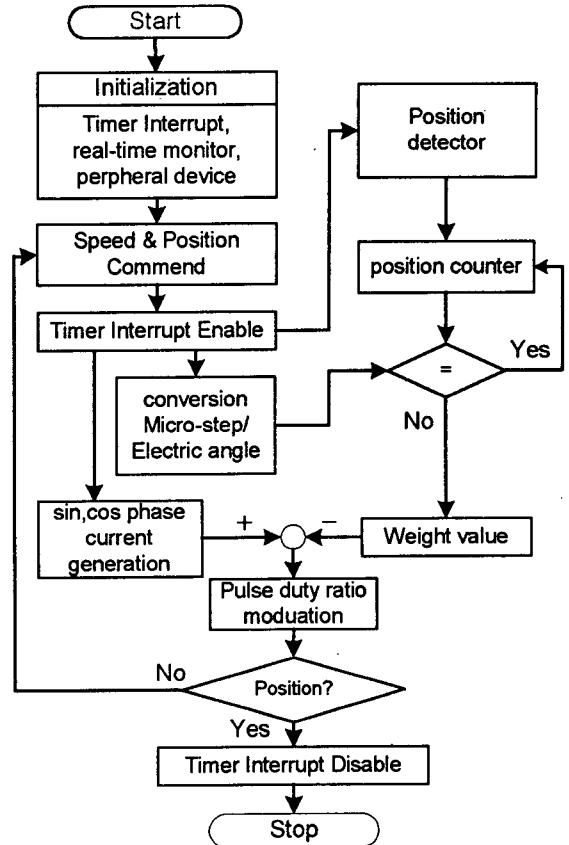 Start
Initialization
Timer Interrupt,
real-time monitor,
perpheral device
Position
detector
Speed & Position
Commend
position counter
Timer Interrupt Enable
=
Yes
conversion
Micro-step/
Electric angle
No
sin,cos phase
current
generation
+
−
Weight value
Pulse duty ratio
moduation
No
Position?
Yes
Timer Interrupt Disable
Stop